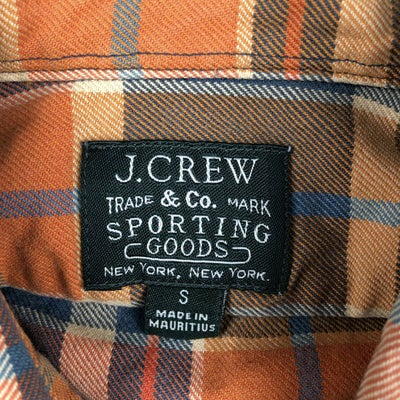 J.CREW
TRADE & Co. MARK
SPORTING
GOODS
NEW YORK, NEW YORK.
S
MADE IN
MAURITIUS